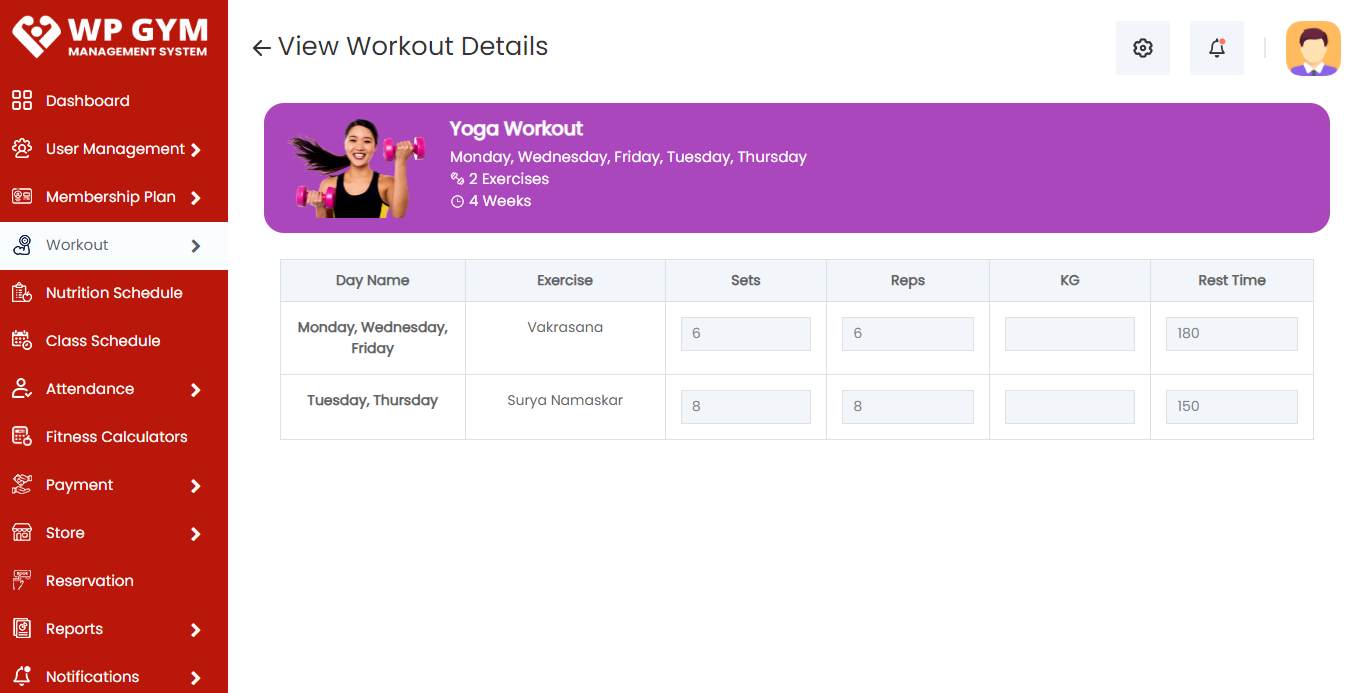 WP GYM
MANAGEMENT SYSTEM
Dashboard
User Management
Membership Plan
Workout
Nutrition Schedule
Class Schedule
Attendance
Fitness Calculators
Payment
Store
Reservation
Reports
Notifications
View Workout Details
Yoga Workout
Monday, Wednesday, Friday, Tuesday, Thursday
2 Exercises
4 Weeks
Day Name Exercise Sets Reps KG Rest Time
Monday, Wednesday, Vakrasana 6 6 180
Friday
Tuesday, Thursday Surya Namaskar 8 8 150